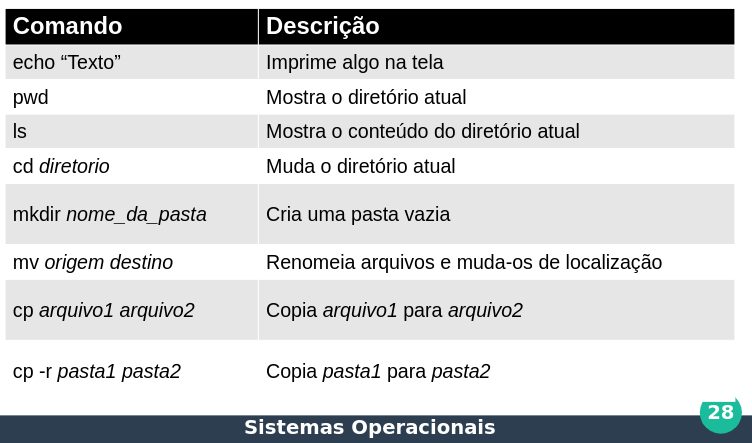 Comando Descrição
echo “Texto” Imprime algo na tela
pwd Mostra o diretório atual
ls Mostra o conteúdo do diretório atual
cd diretorio Muda o diretório atual
mkdir nome_da_pasta Cria uma pasta vazia
mv origem destino Renomeia arquivos e muda-os de localização
cp arquivo1 arquivo2 Copia arquivo1 para arquivo2
cp -r pasta1 pasta2 Copia pasta1 para pasta2
28
Sistemas Operacionais